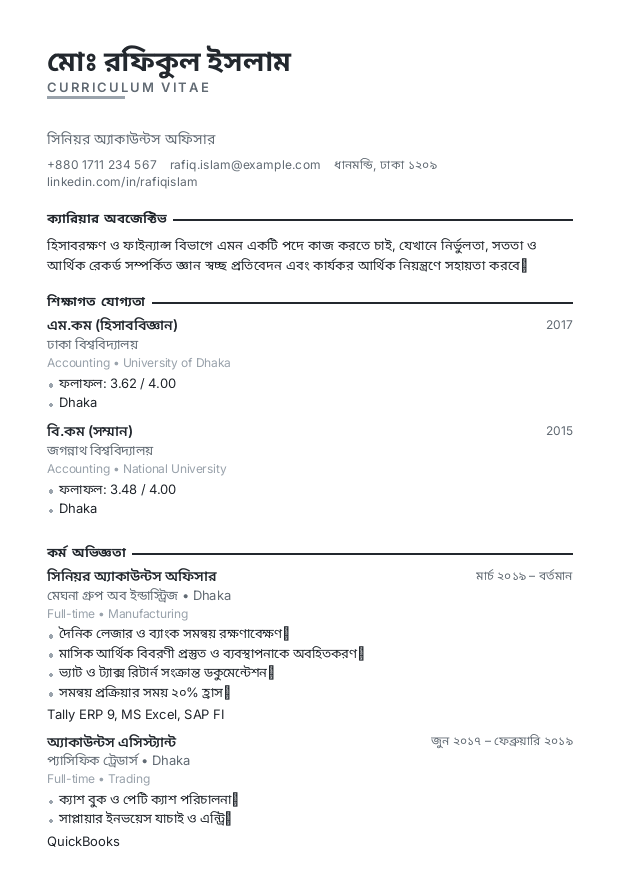 মোঃ রফিকুল ইসলাম
CURRICULUM VITAE
সিনিয়র অ্যাকাউন্টস অফিসার
+880 1711 234 567 rafiq.islam@example.com ধানমন্ডি, ঢাকা ১২০৯
linkedin.com/in/rafiqislam
ক্যারিয়ার অবজেক্টিভ
হিসাবরক্ষণ ও ফাইন্যান্স বিভাগে এমন একটি পদে কাজ করতে চাই, যেখানে নির্ভুলতা, সততা ও
আর্থিক রেকর্ড সম্পর্কিত জ্ঞান স্বচ্ছ প্রতিবেদন এবং কার্যকর আর্থিক নিয়ন্ত্রণে সহায়তা করবে
শিক্ষাগত যোগ্যতা
এম.কম (হিসাববিজ্ঞান) 2017
ঢাকা বিশ্ববিদ্যালয়
Accounting • University of Dhaka
• ফলাফল: 3.62 / 4.00
• Dhaka
বি.কম (সম্মান) 2015
জগন্নাথ বিশ্ববিদ্যালয়
Accounting • National University
• ফলাফল: 3.48 / 4.00
• Dhaka
কর্ম অভিজ্ঞতা
সিনিয়র অ্যাকাউন্টস অফিসার মার্চ ২০১৯ – বর্তমান
মেঘনা গ্রুপ অব ইন্ডাস্ট্রিজ • Dhaka
Full-time • Manufacturing
• দৈনিক লেজার ও ব্যাংক সমন্বয় রক্ষণাবেক্ষণ
• মাসিক আর্থিক বিবরণী প্রস্তুত ও ব্যবস্থাপনাকে অবহিতকরণ
• ভ্যাট ও ট্যাক্স রিটার্ন সংক্রান্ত ডকুমেন্টেশন
• সমন্বয় প্রক্রিয়ার সময় ২০% হ্রাস
Tally ERP 9, MS Excel, SAP FI
অ্যাকাউন্টস এসিস্ট্যান্ট জুন ২০১৭ – ফেব্রুয়ারি ২০১৯
প্যাসিফিক ট্রেডার্স • Dhaka
Full-time • Trading
• ক্যাশ বুক ও পেটি ক্যাশ পরিচালনা
• সাপ্লায়ার ইনভয়েস যাচাই ও এন্ট্রি
QuickBooks